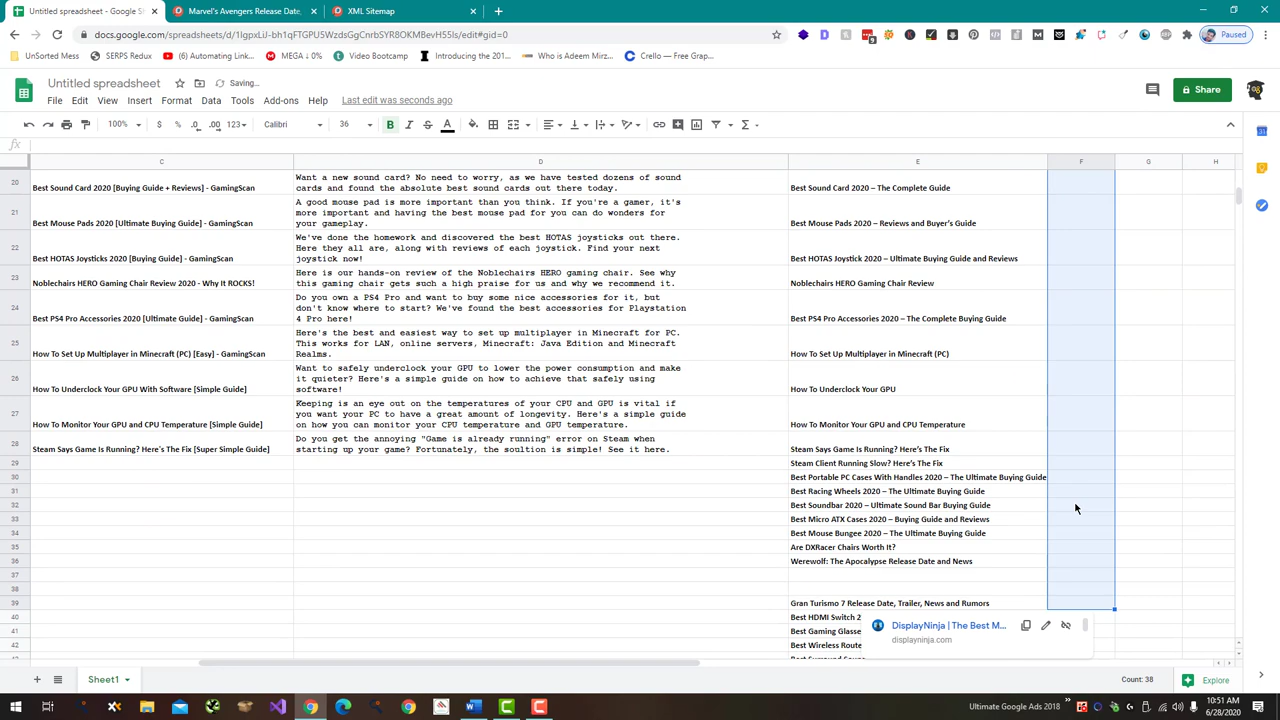 Untitled spreadsheet - Google S
Marvel's Avengers Release Date,
XML Sitemap
docs.google.com/spreadsheets/d/1IgpxLiJ-bh1qFTGPUSWzdsGgCnrbSYR8OKMBevH55Is/edit#gid=0
Paused
UnSorted Mess
SERPS Redux
(6) Automating Link...
MEGA ↓ 0%
Video Bootcamp
Introducing the 201...
Who is Adeem Mirz...
Crello — Free Grap...
Untitled spreadsheet
Saving...
File Edit View Insert Format Data Tools Add-ons Help
Last edit was seconds ago
Share
100% $ % .0 .00 123 Calibri 36 B I S A
fx
C D E F G H
20
Best Sound Card 2020 [Buying Guide + Reviews] - GamingScan
Want a new sound card? No need to worry, as we have tested dozens of sound
cards and found the absolute best sound cards out there today.
Best Sound Card 2020 – The Complete Guide
21
Best Mouse Pads 2020 [Ultimate Buying Guide] - GamingScan
A good mouse pad is more important than you think. If you're a gamer, it's
more important and having the best mouse pad for you can do wonders for
your gameplay.
Best Mouse Pads 2020 – Reviews and Buyer's Guide
22
Best HOTAS Joysticks 2020 [Buying Guide] - GamingScan
We've done the homework and discovered the best HOTAS joysticks out there.
Here they all are, along with reviews of each joystick. Find your next
joystick now!
Best HOTAS Joystick 2020 – Ultimate Buying Guide and Reviews
23
Noblechairs HERO Gaming Chair Review 2020 - Why It ROCKS!
Here is our hands-on review of the Noblechairs HERO gaming chair. See why
this gaming chair gets such a high praise for us and why we recommend it.
Noblechairs HERO Gaming Chair Review
24
Best PS4 Pro Accessories 2020 [Ultimate Guide] - GamingScan
Do you own a PS4 Pro and want to buy some nice accessories for it, but
don't know where to start? We've found the best accessories for Playstation
4 Pro here!
Best PS4 Pro Accessories 2020 – The Complete Buying Guide
25
How To Set Up Multiplayer in Minecraft (PC) [Easy] - GamingScan
Here's the best and easiest way to set up multiplayer in Minecraft for PC.
This works for LAN, online servers, Minecraft: Java Edition and Minecraft
Realms.
How To Set Up Multiplayer in Minecraft (PC)
26
How To Underclock Your GPU With Software [Simple Guide]
Want to safely underclock your GPU to lower the power consumption and make
it quieter? Here's a simple guide on how to achieve that safely using
software!
How To Underclock Your GPU
27
How To Monitor Your GPU and CPU Temperature [Simple Guide]
Keeping is an eye out on the temperatures of your CPU and GPU is vital if
you want your PC to have a great amount of longevity. Here's a simple guide
on how you can monitor your CPU temperature and GPU temperature.
How To Monitor Your GPU and CPU Temperature
28
Steam Says Game Is Running? Here's The Fix [Super Simple Guide]
Do you get the annoying "Game is already running" error on Steam when
starting up your game? Fortunately, the soultion is simple! See it here.
Steam Says Game Is Running? Here's The Fix
29 Steam Client Running Slow? Here's The Fix
30 Best Portable PC Cases With Handles 2020 – The Ultimate Buying Guide
31 Best Racing Wheels 2020 – The Ultimate Buying Guide
32 Best Soundbar 2020 – Ultimate Sound Bar Buying Guide
33 Best Micro ATX Cases 2020 – Buying Guide and Reviews
34 Best Mouse Bungee 2020 – The Ultimate Buying Guide
35 Are DXRacer Chairs Worth It?
36 Werewolf: The Apocalypse Release Date and News
37
38
39 Gran Turismo 7 Release Date, Trailer, News and Rumors
40 Best HDMI Switch 2
41 Best Gaming Glasse
Best Wireless Route
DisplayNinja | The Best M...
displayninja.com
Sheet1
Count: 38
Explore
Ultimate Google Ads 2018
10:51 AM
6/28/2020